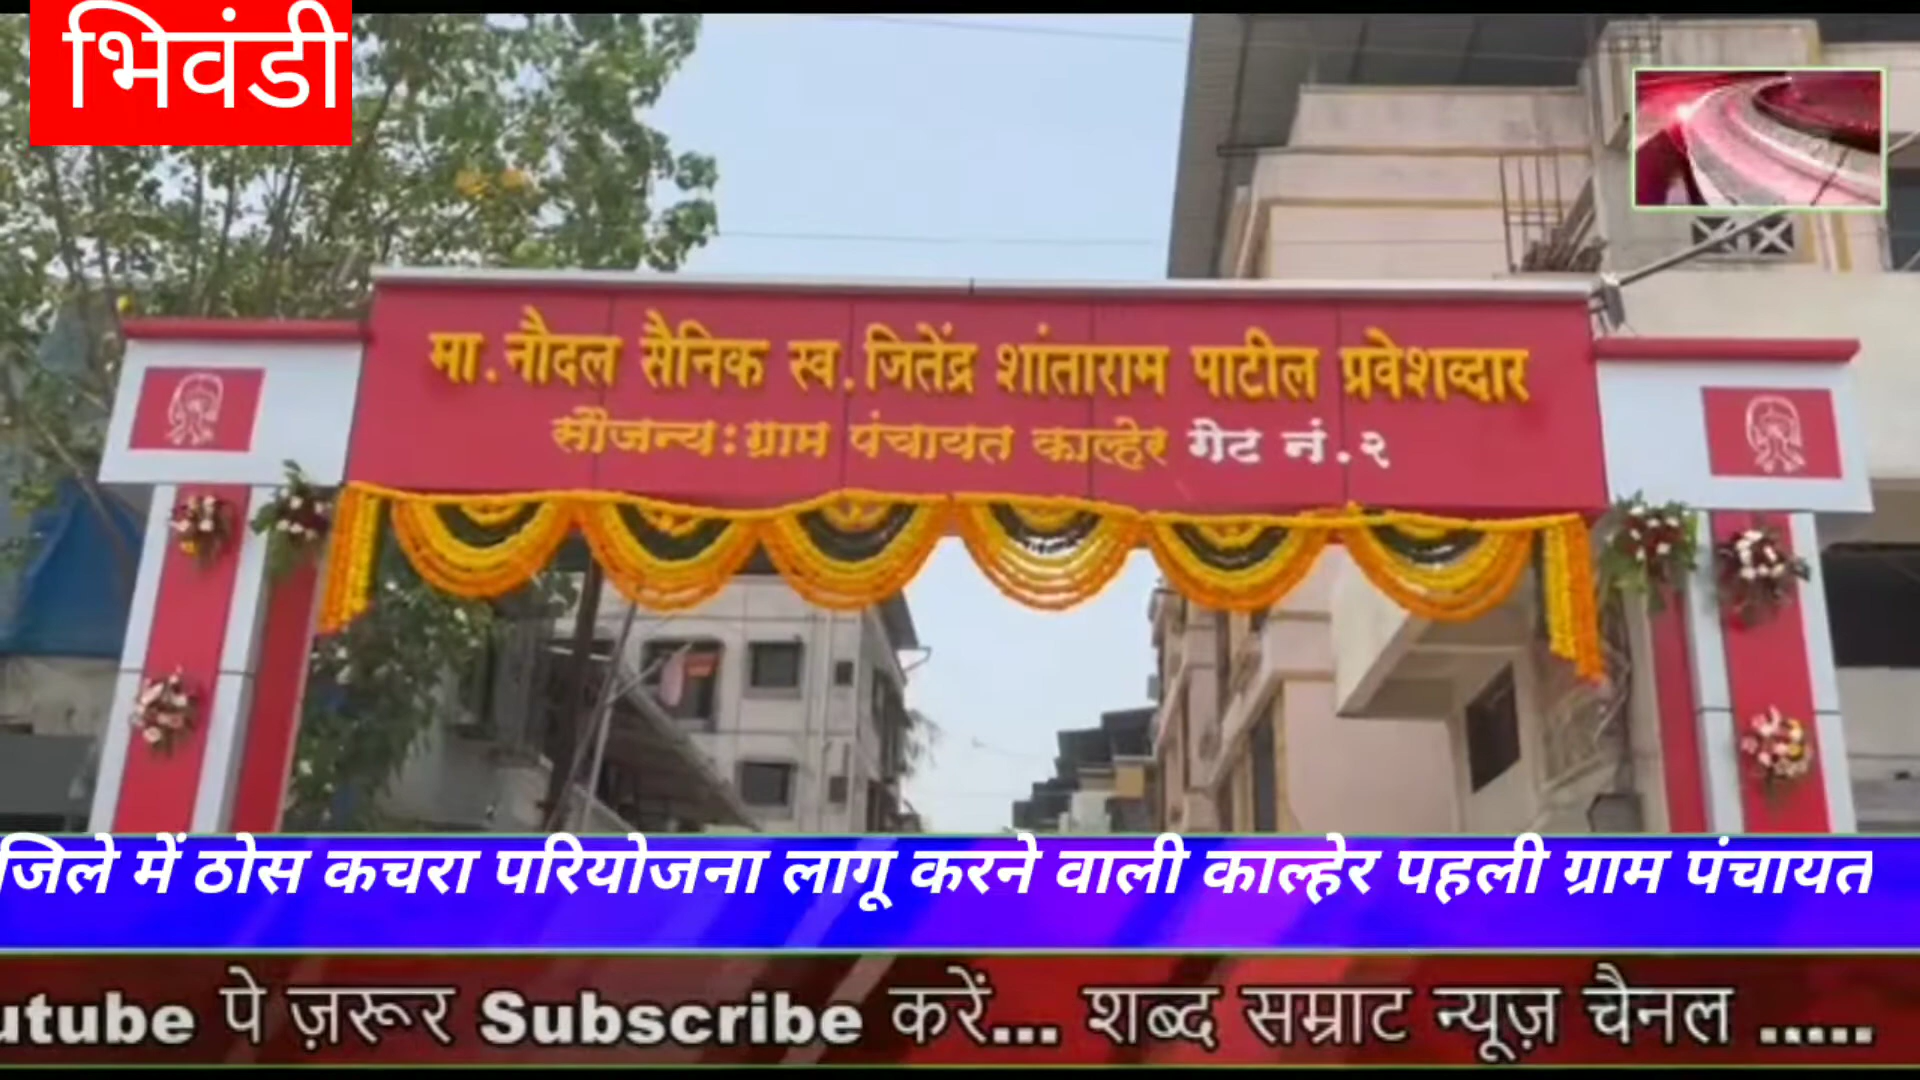 भिवंडी
मा.नौदल सैनिक स्व.जितेंद्र शांताराम पाटील प्रवेशव्दार
सौजन्य:ग्राम पंचायत काल्हेर गेट नं.२
जिले में ठोस कचरा परियोजना लागू करने वाली काल्हेर पहली ग्राम पंचायत
utube पे ज़रूर Subscribe करें... शब्द सम्राट न्यूज़ चैनल .....